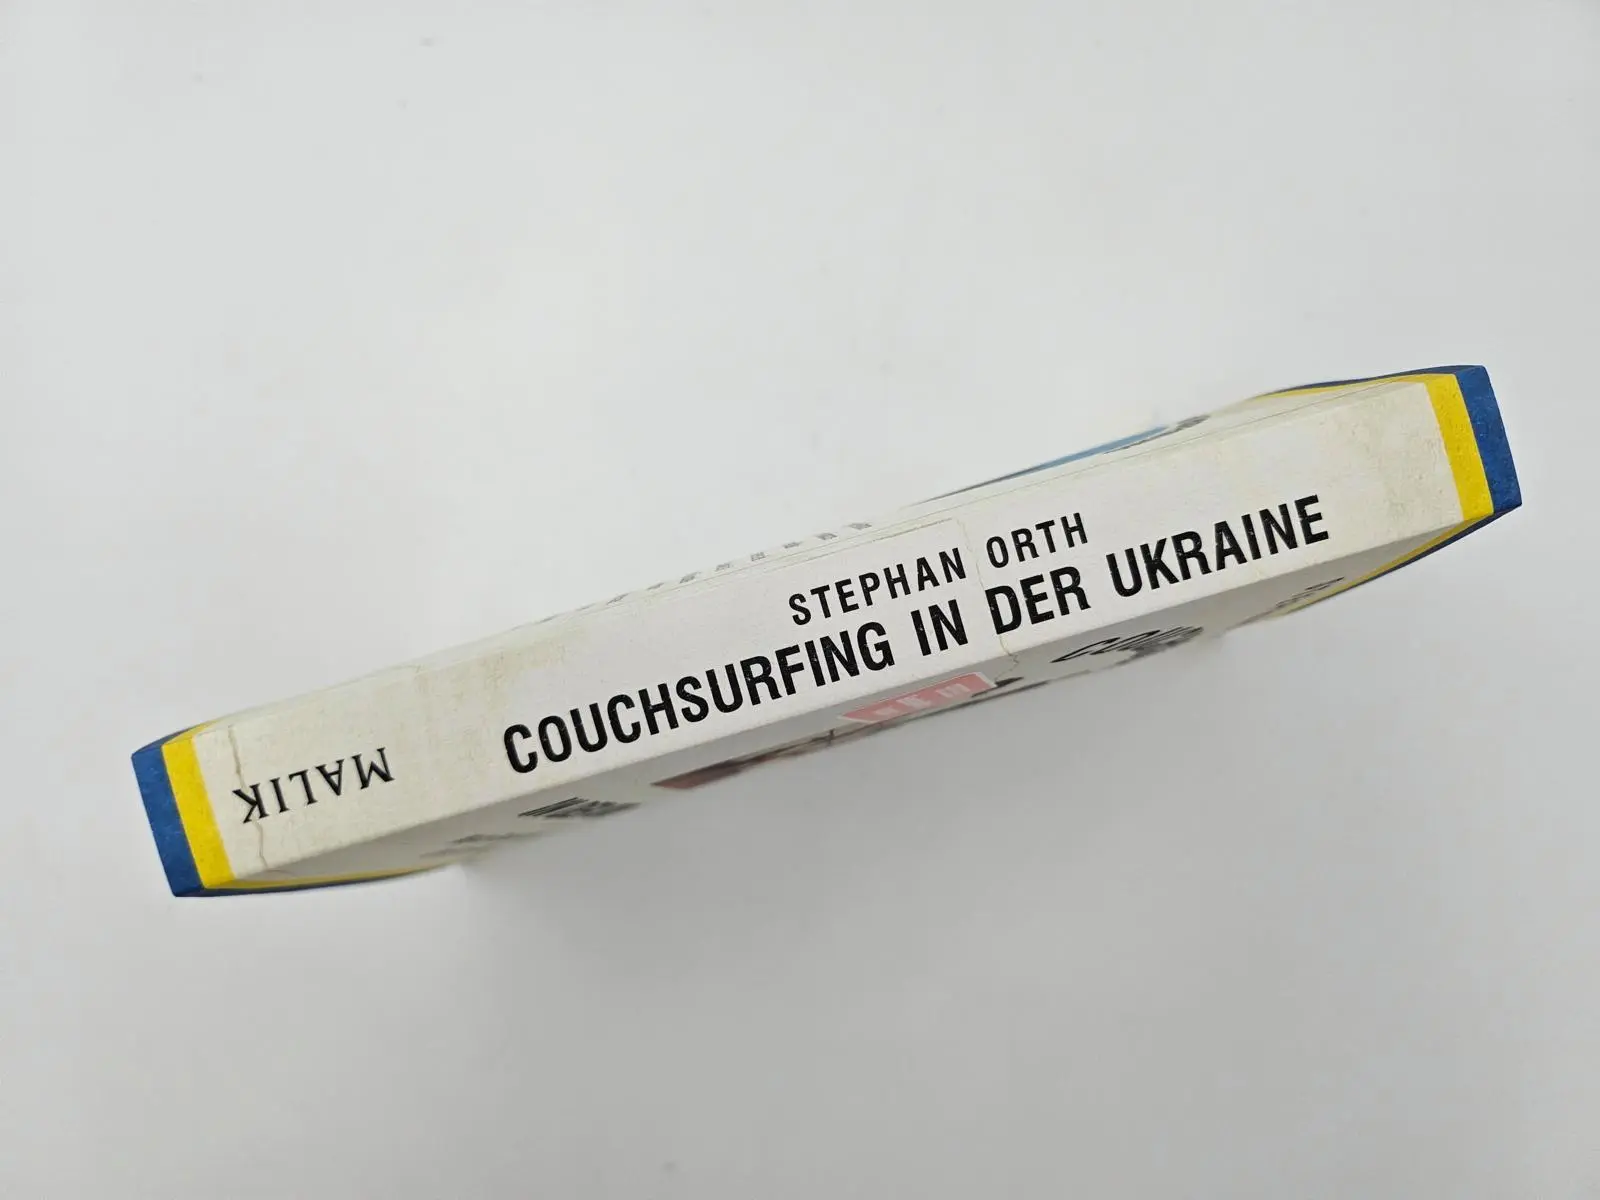 STEPHAN ORTH
COUCHSURFING IN DER UKRAINE
MALIK